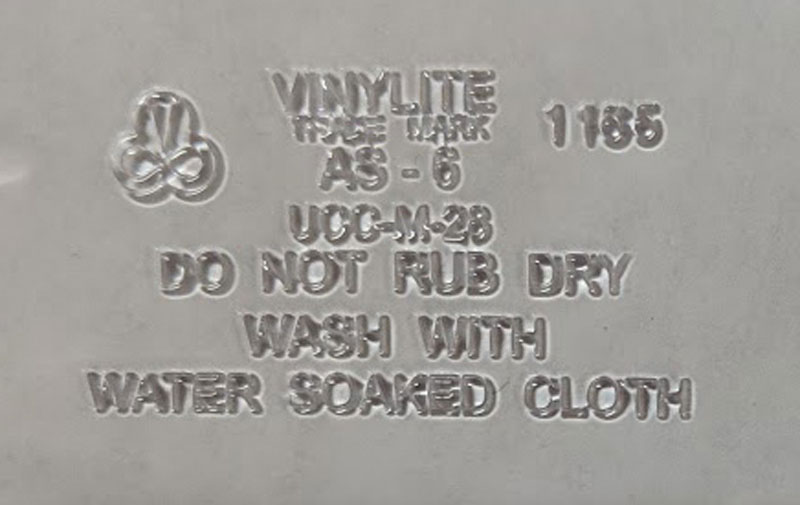 VINYLITE
TRADE MARK 1165
AS - 6
UCC-M-28
DO NOT RUB DRY
WASH WITH
WATER SOAKED CLOTH